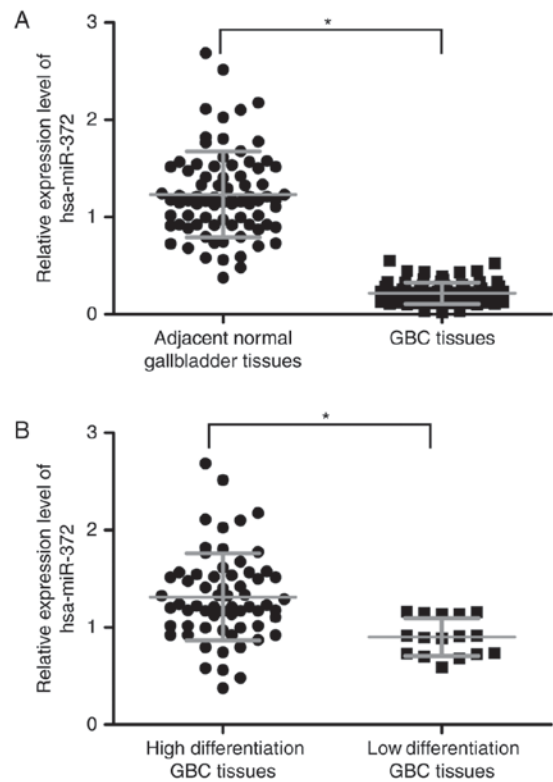 A
*
3
2
1
0
Relative expression level of
hsa-miR-372
Adjacent normal
gallbladder tissues
GBC tissues
B
*
3
2
1
0
Relative expression level of
hsa-miR-372
High differentiation
GBC tissues
Low differentiation
GBC tissues